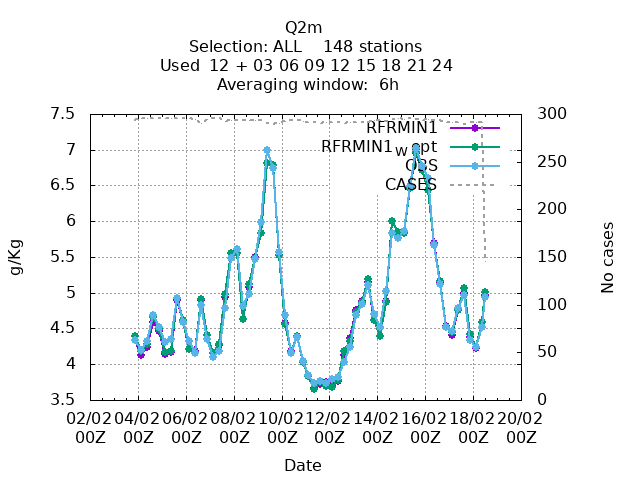 Q2m
Selection: ALL    148 stations
Used  12 + 03 06 09 12 15 18 21 24
Averaging window:  6h
RFRMIN1
RFRMIN1_w_opt
OBS
CASES
7.5
7
6.5
6
5.5
5
4.5
4
3.5
300
250
200
150
100
50
0
g/Kg
No cases
02/02 04/02 06/02 08/02 10/02 12/02 14/02 16/02 18/02 20/02
00Z 00Z 00Z 00Z 00Z 00Z 00Z 00Z 00Z 00Z
Date